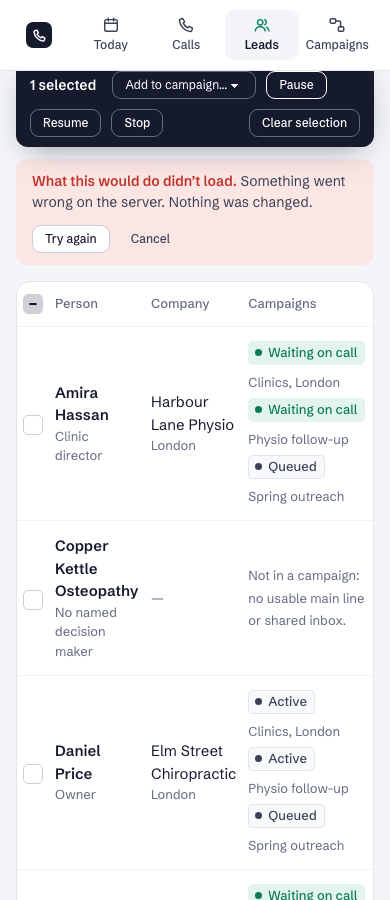 Today
Calls
Leads
Campaigns
1 selected
Add to campaign...
Pause
Resume
Stop
Clear selection
What this would do didn’t load. Something went
wrong on the server. Nothing was changed.
Try again
Cancel
Person
Company
Campaigns
Amira
Hassan
Clinic
director
Harbour
Lane Physio
London
Waiting on call
Clinics, London
Waiting on call
Physio follow-up
Queued
Spring outreach
Copper
Kettle
Osteopathy
No named
decision
maker
—
Not in a campaign:
no usable main line
or shared inbox.
Daniel
Price
Owner
Elm Street
Chiropractic
London
Active
Clinics, London
Active
Physio follow-up
Queued
Spring outreach
Waiting on call